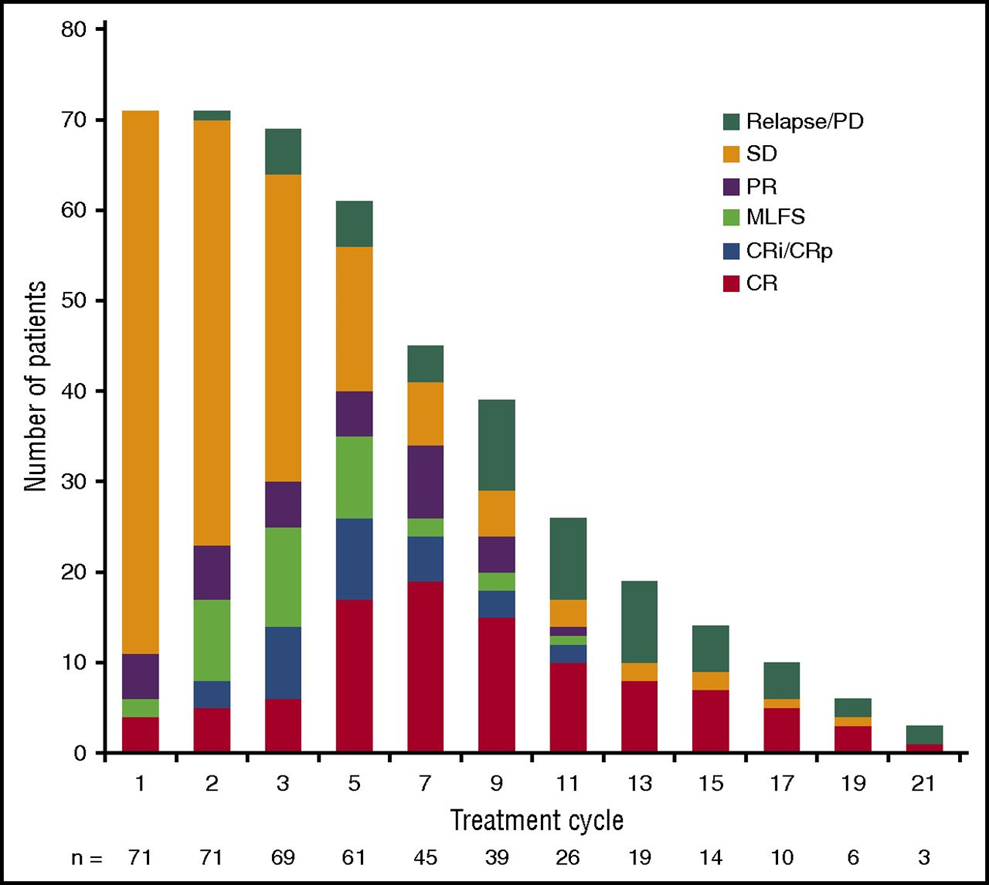 80
70
60
50
40
30
20
10
0
Number of patients
Relapse/PD
SD
PR
MLFS
CRi/CRp
CR
1 2 3 5 7 9 11 13 15 17 19 21
Treatment cycle
n = 71 71 69 61 45 39 26 19 14 10 6 3